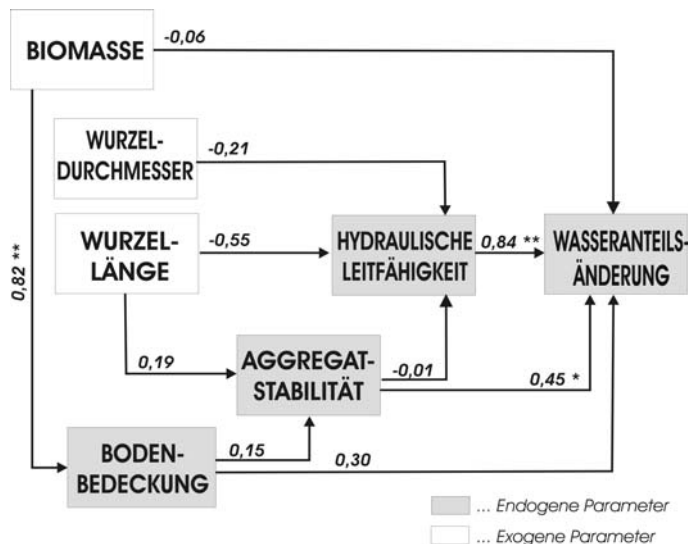 BIOMASSE
-0,06
WURZEL-
DURCHMESSER
-0,21
WURZEL-
LÄNGE
-0,55
HYDRAULISCHE
LEITFÄHIGKEIT
0,84 **
WASSERANTEILS-
ÄNDERUNG
0,82 **
0,19
AGGREGAT-
STABILITÄT
-0,01
0,45 *
BODEN-
BEDECKUNG
0,15
0,30
... Endogene Parameter
... Exogene Parameter